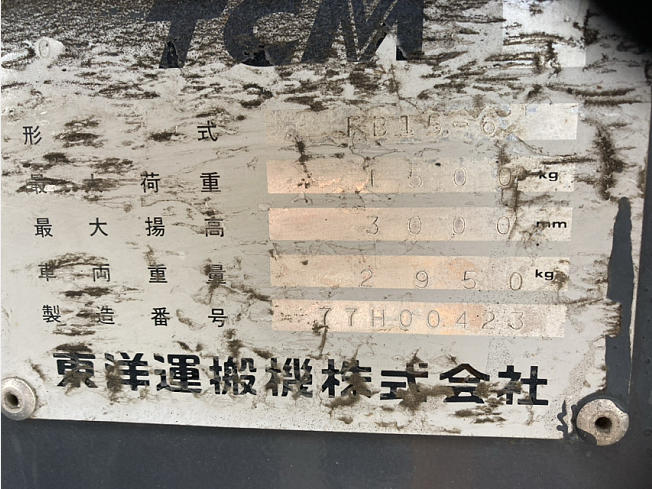 TCM
形 式 FB15-6
最大荷重 1500 kg
最大揚高 3000 mm
車両重量 2950 kg
製造番号 77H00423
東洋運搬機株式会社